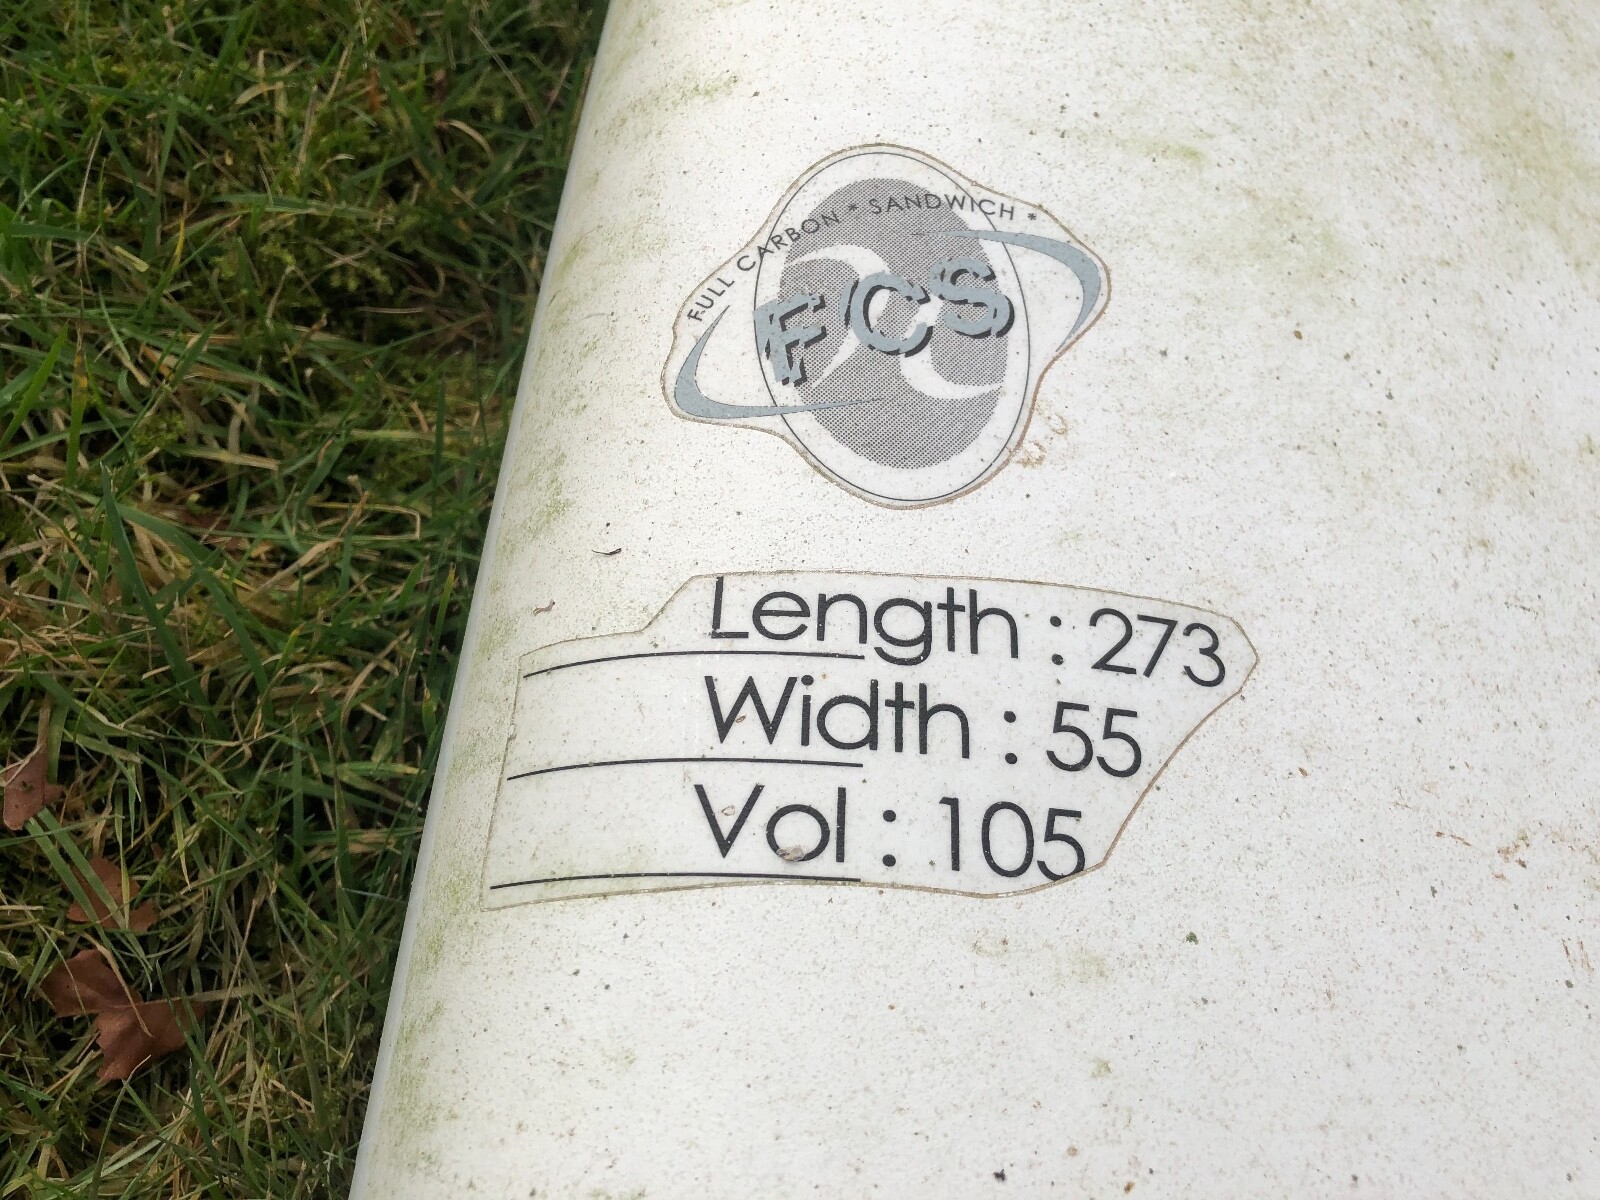 FULL CARBON * SANDWICH *
FCS
Length : 273
Width : 55
Vol : 105